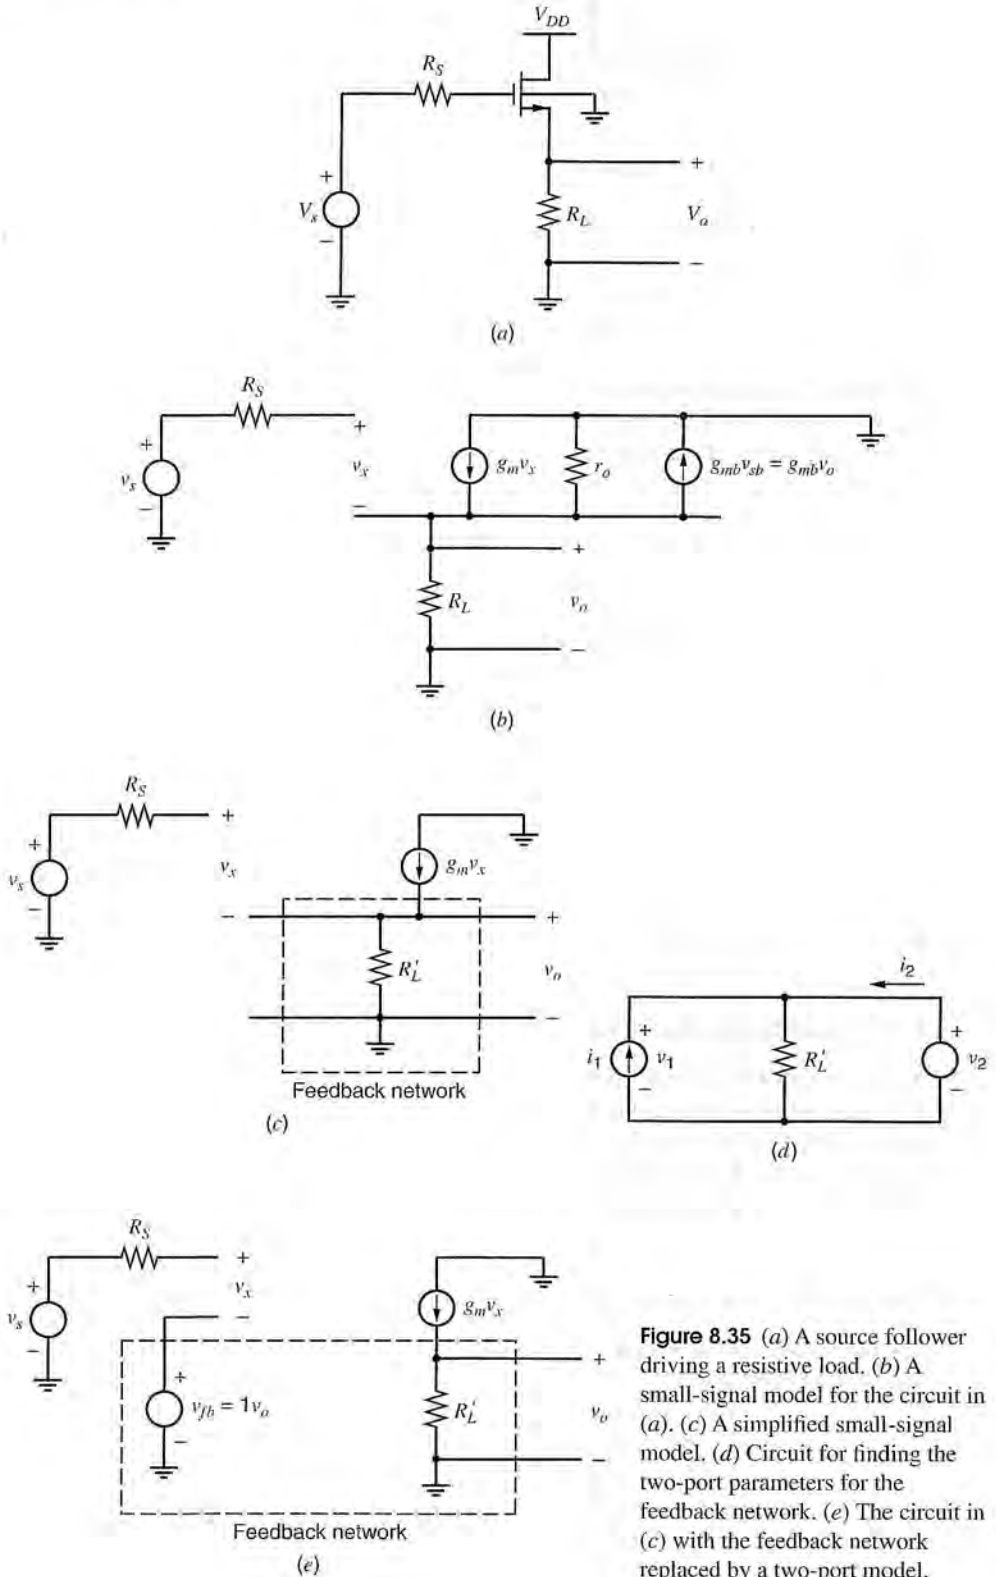 V_DD
R_S
+
V_s
−
+
R_L
V_o
−
(a)
R_S
+
v_s
−
+
v_x
−
g_m v_x
r_o
g_mb v_sb = g_mb v_o
+
R_L
v_o
−
(b)
R_S
+
v_s
−
+
v_x
−
g_m v_x
+
R_L'
v_o
−
Feedback network
(c)
i_2
i_1
+
v_1
−
R_L'
+
v_2
−
(d)
R_S
+
v_s
−
+
v_x
−
g_m v_x
+
v_fb = 1v_o
−
+
R_L'
v_o
−
Feedback network
(e)
Figure 8.35 (a) A source follower
driving a resistive load. (b) A
small-signal model for the circuit in
(a). (c) A simplified small-signal
model. (d) Circuit for finding the
two-port parameters for the
feedback network. (e) The circuit in
(c) with the feedback network
replaced by a two-port model.